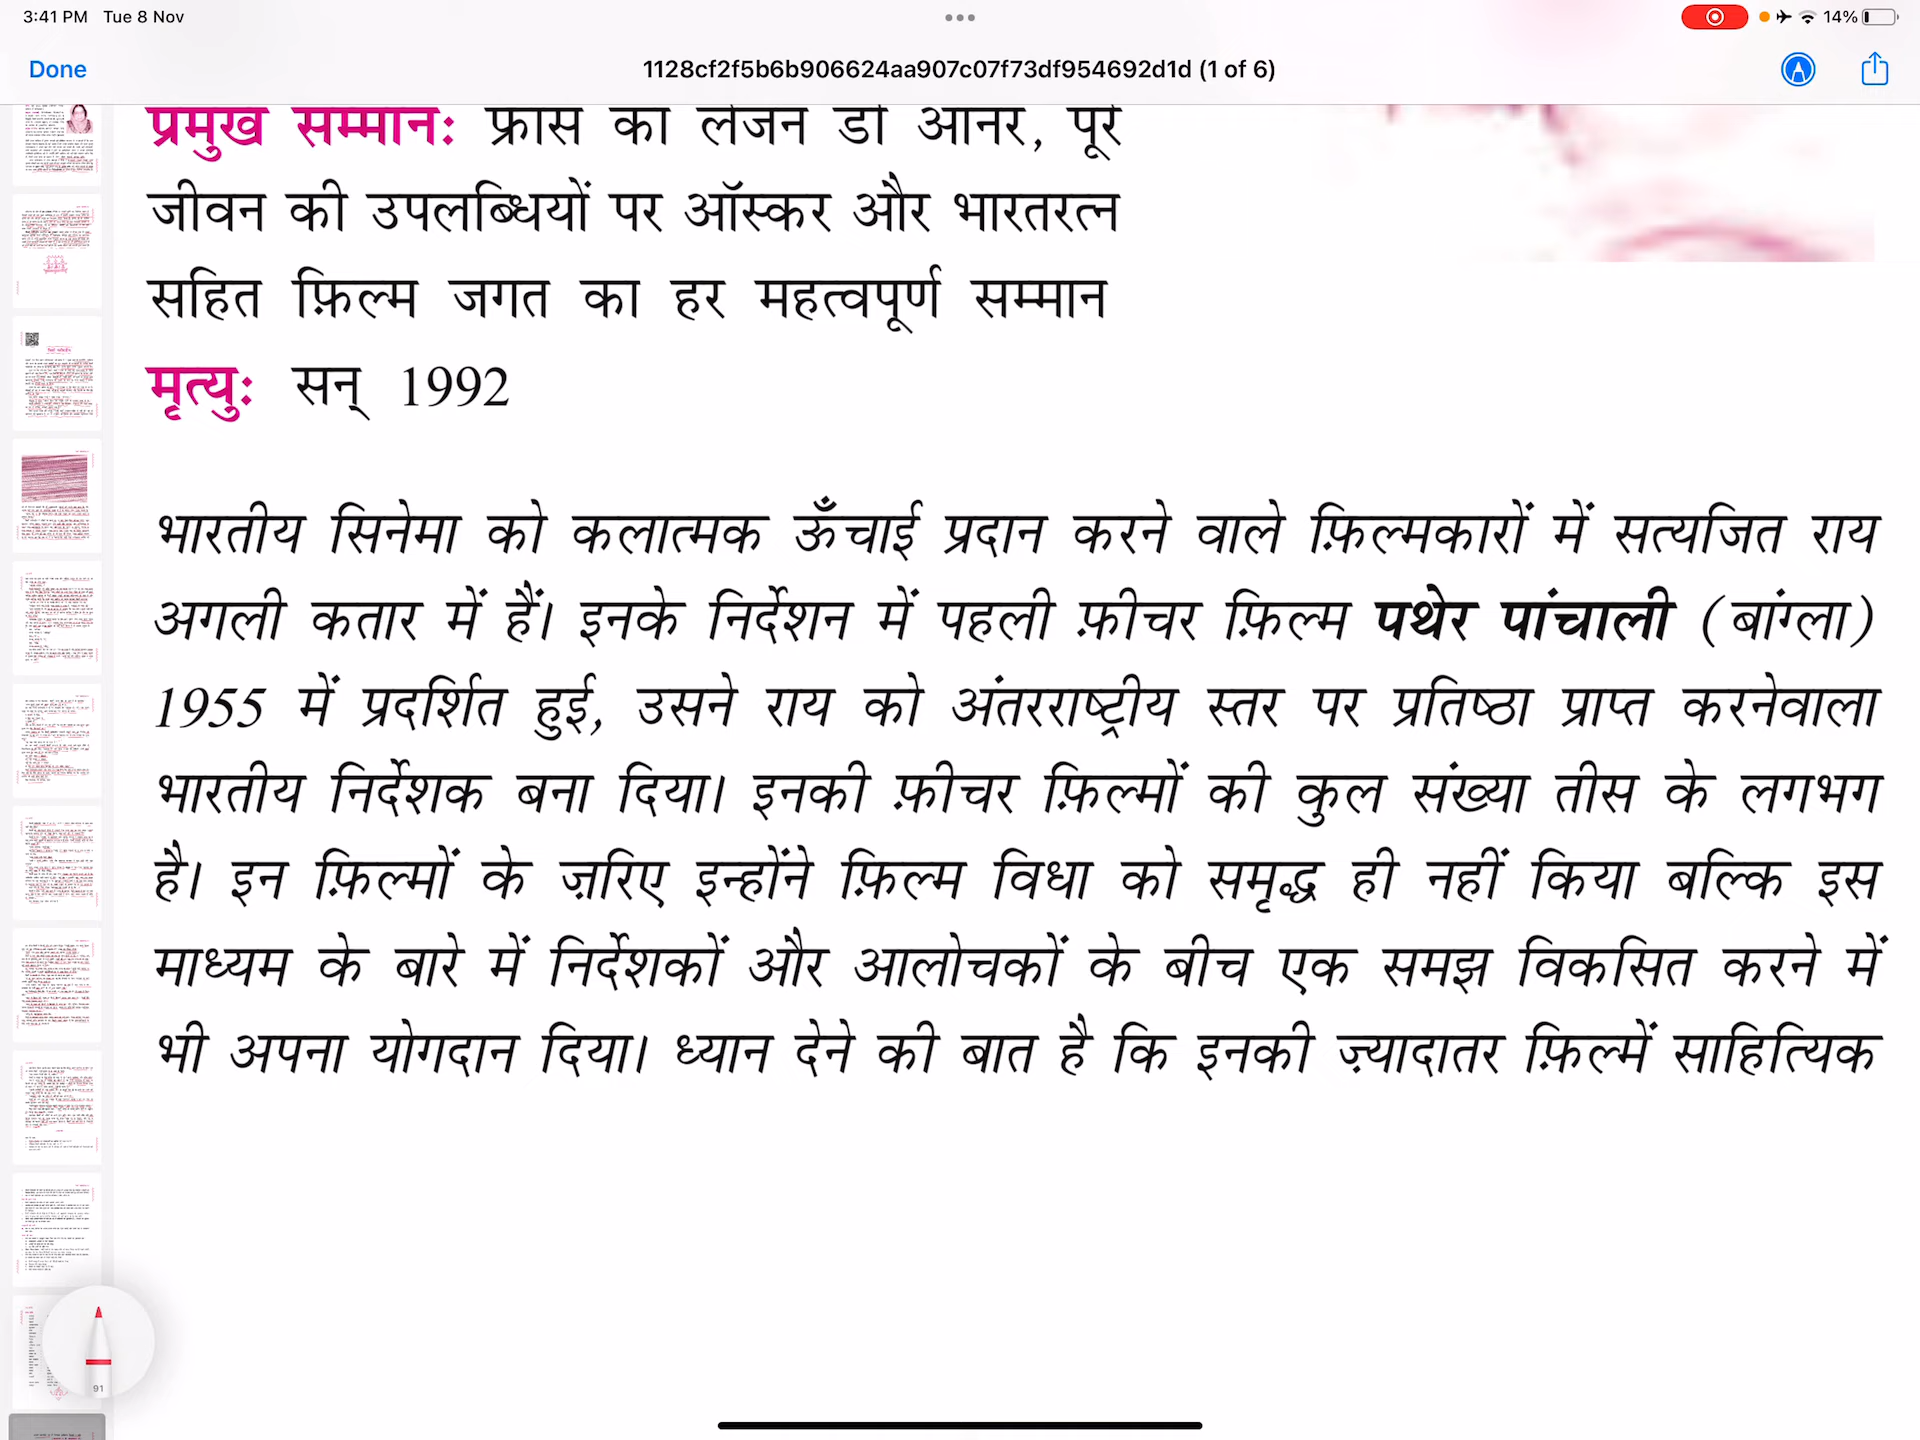 3:41 PM Tue 8 Nov
14%
Done
1128cf2f5b6b906624aa907c07f73df954692d1d (1 of 6)
प्रमुख सम्मानः फ्रांस का लेजन डी ऑनर, पूरे
जीवन की उपलब्धियों पर ऑस्कर और भारतरत्न
सहित फ़िल्म जगत का हर महत्वपूर्ण सम्मान
मृत्युः सन् 1992
भारतीय सिनेमा को कलात्मक ऊँचाई प्रदान करने वाले फ़िल्मकारों में सत्यजित राय
अगली कतार में हैं। इनके निर्देशन में पहली फ़ीचर फ़िल्म पथेर पांचाली (बांग्ला)
1955 में प्रदर्शित हुई, उसने राय को अंतरराष्ट्रीय स्तर पर प्रतिष्ठा प्राप्त करनेवाला
भारतीय निर्देशक बना दिया। इनकी फ़ीचर फ़िल्मों की कुल संख्या तीस के लगभग
है। इन फ़िल्मों के ज़रिए इन्होंने फ़िल्म विधा को समृद्ध ही नहीं किया बल्कि इस
माध्यम के बारे में निर्देशकों और आलोचकों के बीच एक समझ विकसित करने में
भी अपना योगदान दिया। ध्यान देने की बात है कि इनकी ज़्यादातर फ़िल्में साहित्यिक
91